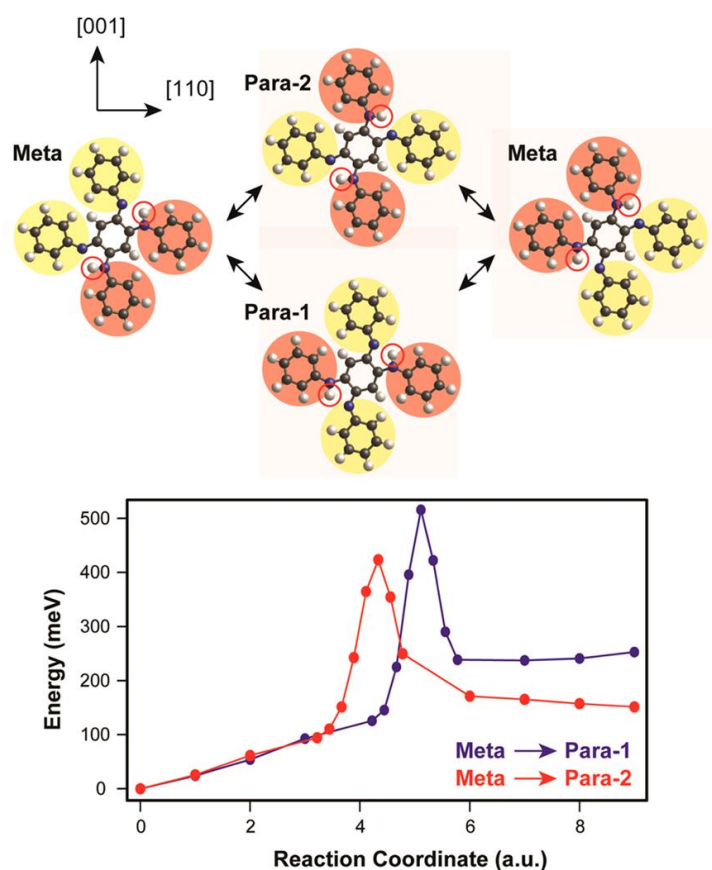 [001]
[110]
Para-2
Meta
Meta
Para-1
500
400
300
200
100
0
Energy (meV)
Meta → Para-1
Meta → Para-2
0
2
4
6
8
Reaction Coordinate (a.u.)